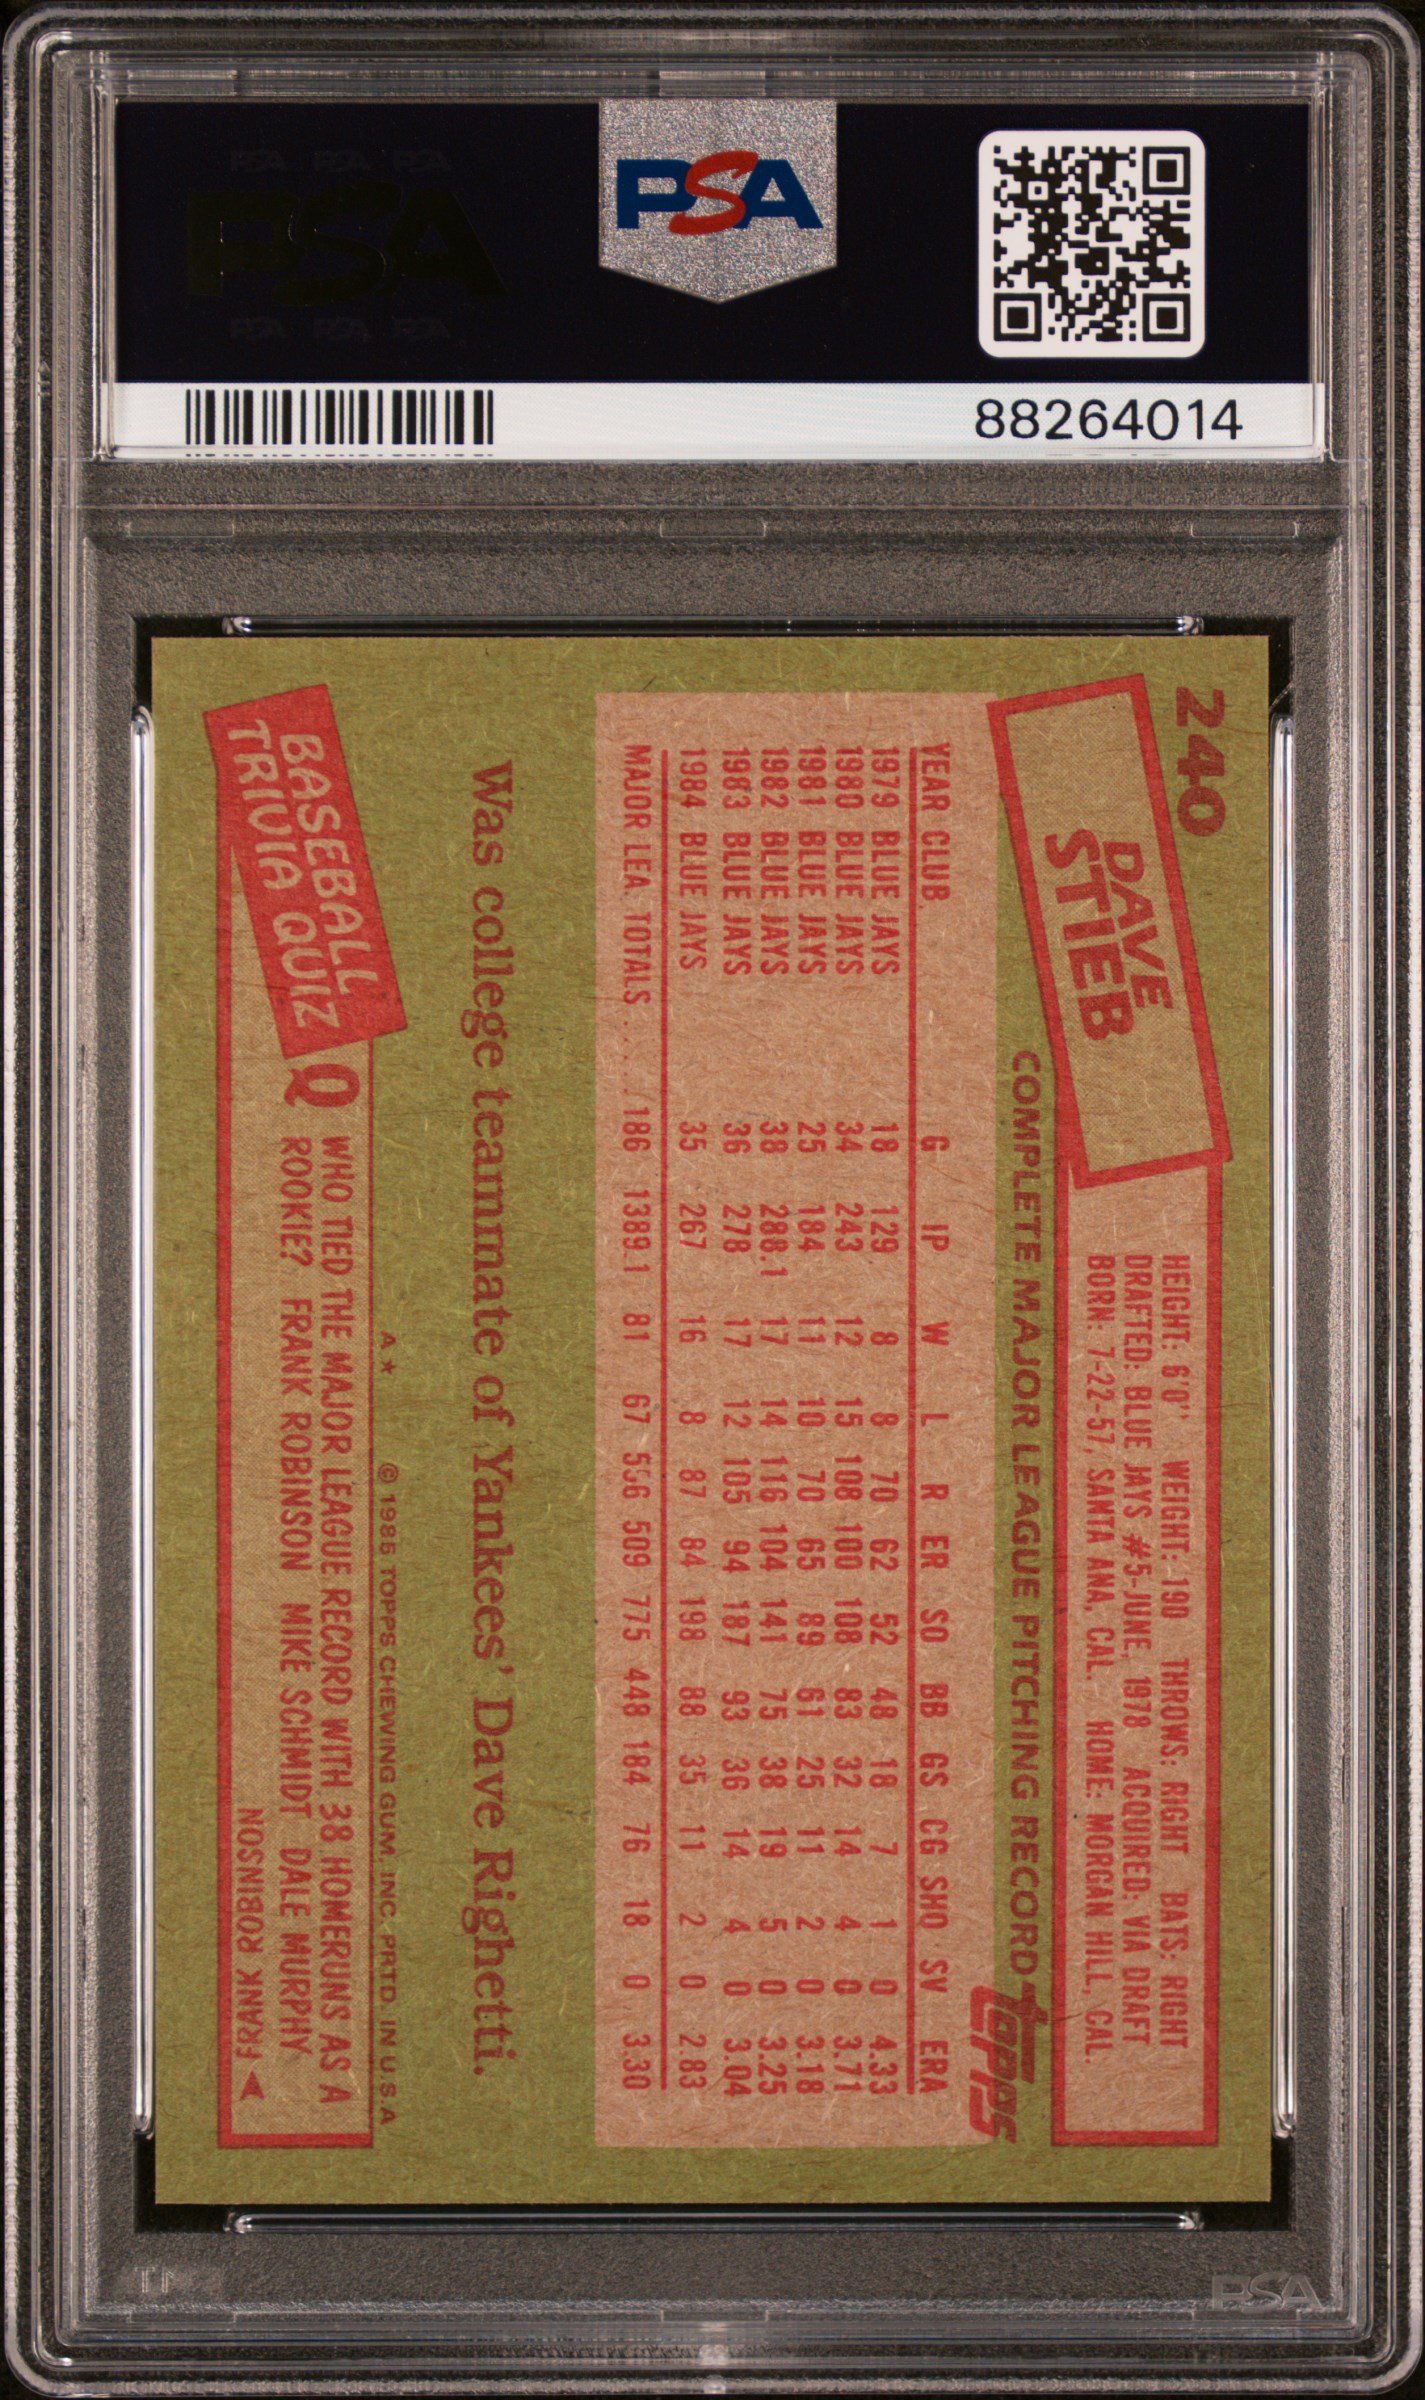 PSA
PSA PSA PSA
PSA
PSA PSA PSA
88264014
240
DAVE
STIEB
HEIGHT: 6'0" WEIGHT: 190 THROWS: RIGHT BATS: RIGHT
DRAFTED: BLUE JAYS #5-JUNE, 1978 ACQUIRED: VIA DRAFT
BORN: 7-22-57, SANTA ANA, CAL. HOME: MORGAN HILL, CAL.
COMPLETE MAJOR LEAGUE PITCHING RECORD
Topps
YEAR CLUB G IP W L R ER SO BB GS CG SHO SV ERA
1979 BLUE JAYS 18 129 8 8 70 62 52 48 18 7 1 0 4.33
1980 BLUE JAYS 34 243 12 15 108 100 108 83 32 14 4 0 3.71
1981 BLUE JAYS 25 184 11 10 70 65 89 61 25 11 2 0 3.18
1982 BLUE JAYS 38 288.1 17 14 116 104 141 75 38 19 5 0 3.25
1983 BLUE JAYS 36 278 17 12 105 94 187 93 36 14 4 0 3.04
1984 BLUE JAYS 35 267 16 8 87 84 198 88 35 11 2 0 2.83
MAJOR LEA. TOTALS . . . . 186 1389.1 81 67 556 509 775 448 184 76 18 0 3.30
Was college teammate of Yankees' Dave Righetti.
A★ © 1985 TOPPS CHEWING GUM, INC. PRTD. IN U.S.A
BASEBALL
TRIVIA QUIZ
Q WHO TIED THE MAJOR LEAGUE RECORD WITH 38 HOMERUNS AS A
ROOKIE? FRANK ROBINSON MIKE SCHMIDT DALE MURPHY
FRANK ROBINSON
PSA